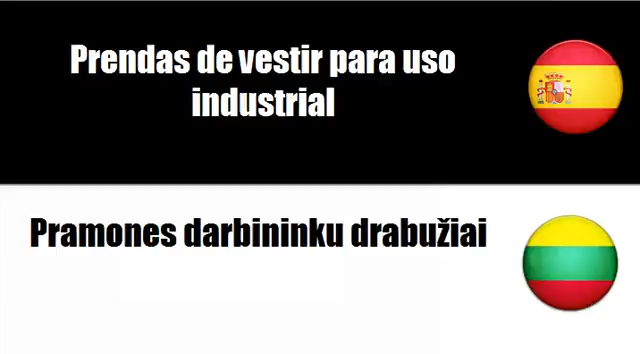 Prendas de vestir para uso
industrial
Pramones darbininku drabužiai